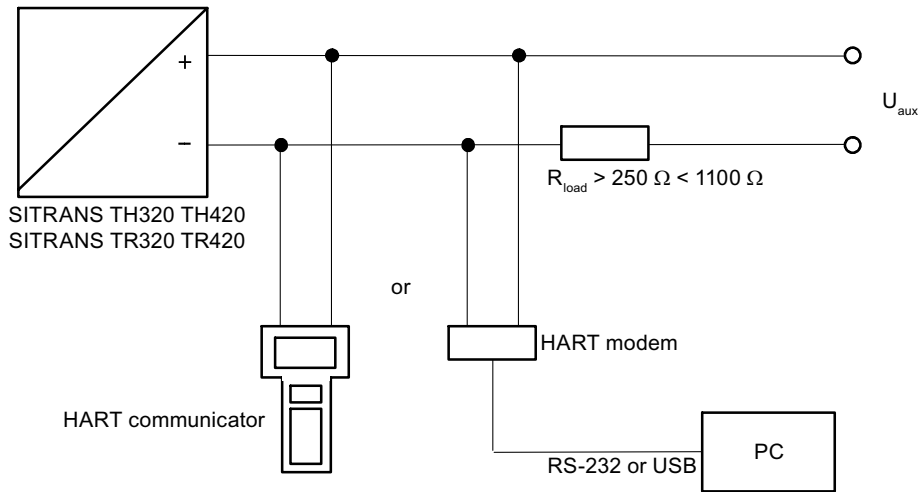 +
U_aux
−
R_load > 250 Ω < 1100 Ω
SITRANS TH320 TH420
SITRANS TR320 TR420
or
HART modem
HART communicator
PC
RS-232 or USB